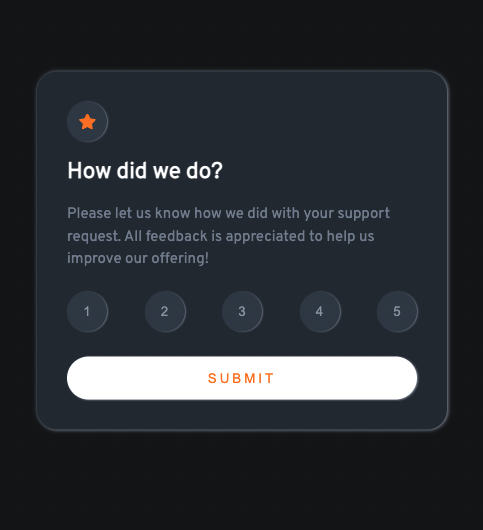 How did we do?
Please let us know how we did with your support
request. All feedback is appreciated to help us
improve our offering!
1 2 3 4 5
SUBMIT